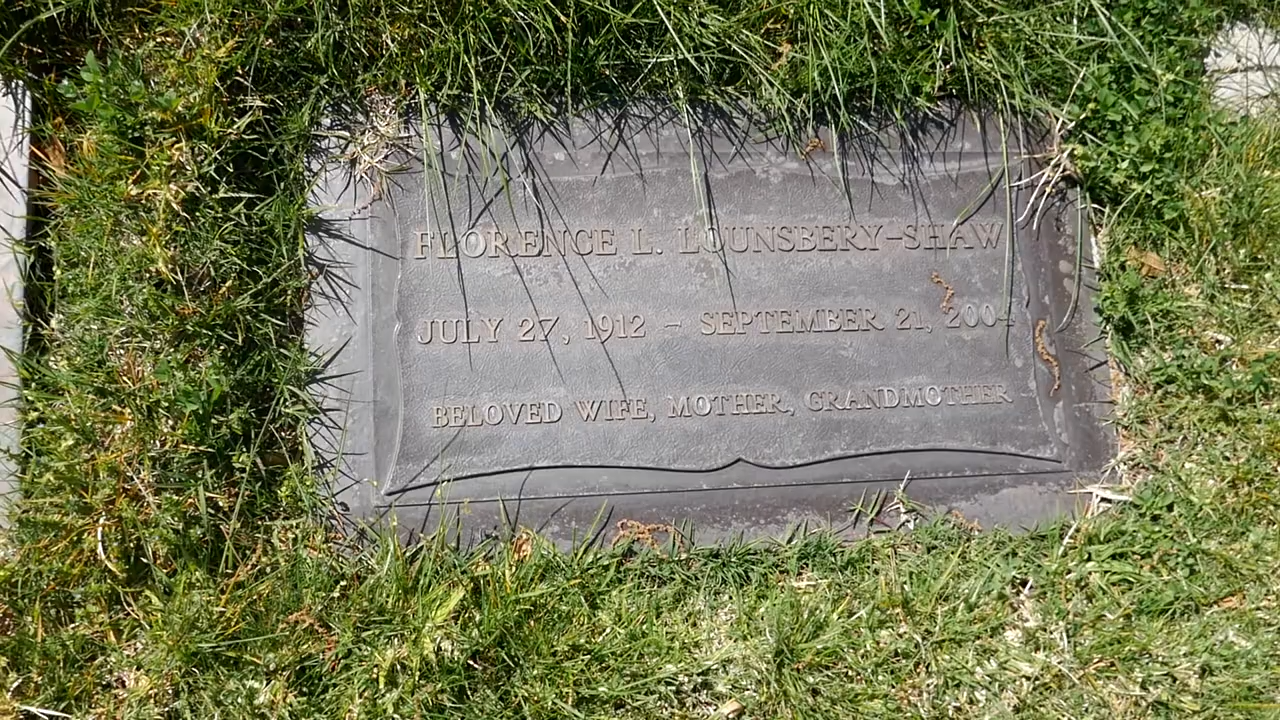 FLORENCE L. LOUNSBERY-SHAW
JULY 27, 1912 - SEPTEMBER 21, 2004
BELOVED WIFE, MOTHER, GRANDMOTHER